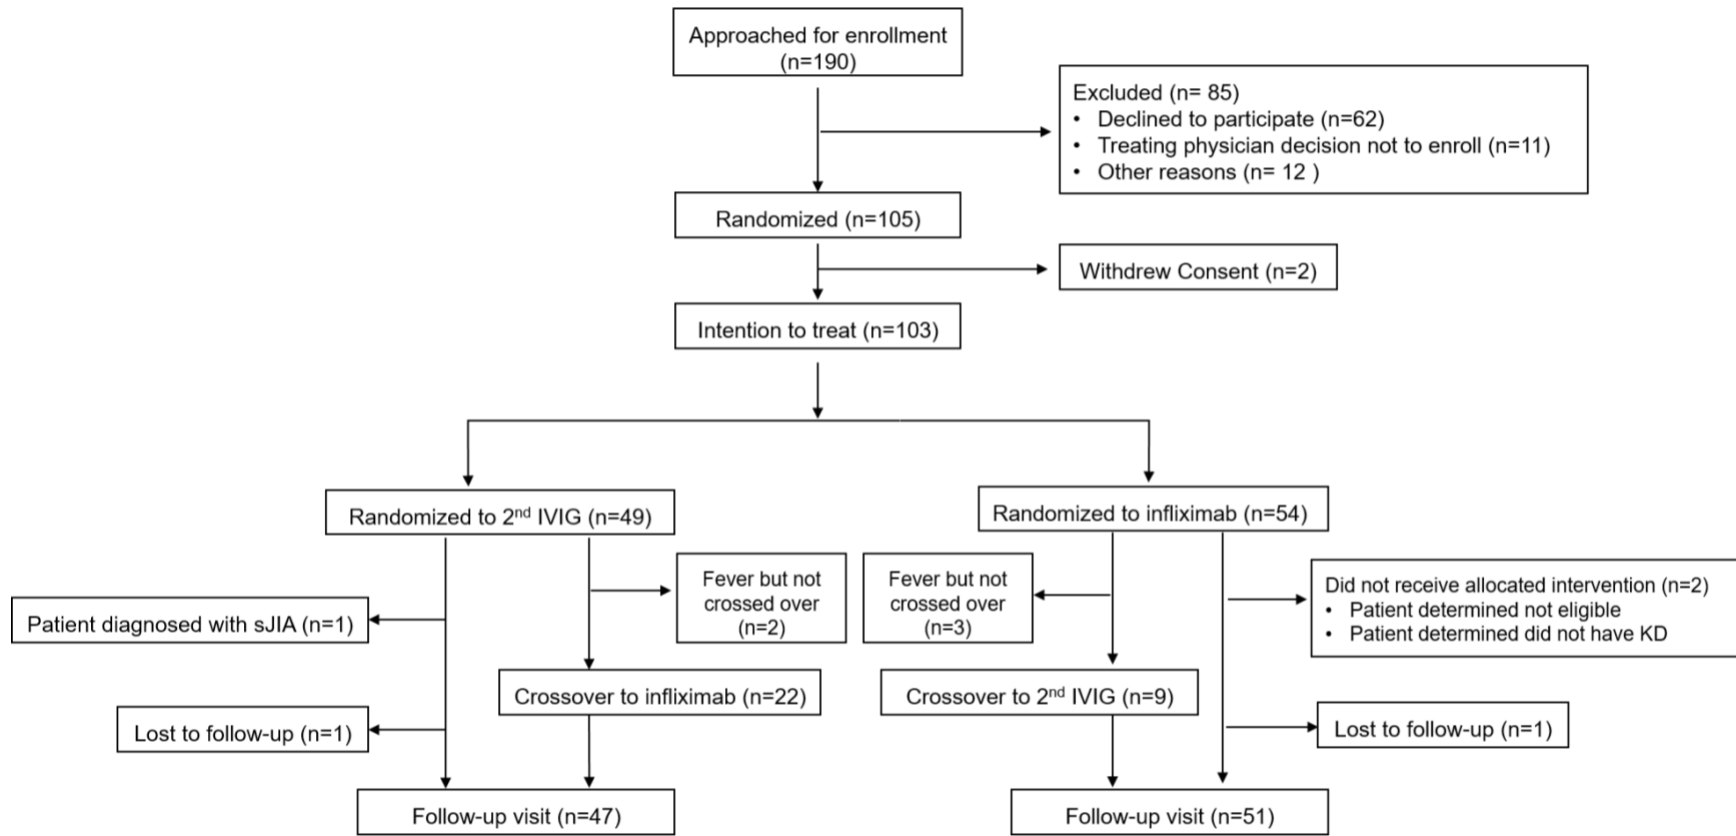 Approached for enrollment
(n=190)
Excluded (n= 85)
• Declined to participate (n=62)
• Treating physician decision not to enroll (n=11)
• Other reasons (n= 12 )
Randomized (n=105)
Withdrew Consent (n=2)
Intention to treat (n=103)
Randomized to 2nd IVIG (n=49)
Randomized to infliximab (n=54)
Fever but not
crossed over
(n=2)
Fever but not
crossed over
(n=3)
Did not receive allocated intervention (n=2)
• Patient determined not eligible
• Patient determined did not have KD
Patient diagnosed with sJIA (n=1)
Crossover to infliximab (n=22)
Crossover to 2nd IVIG (n=9)
Lost to follow-up (n=1)
Lost to follow-up (n=1)
Follow-up visit (n=47)
Follow-up visit (n=51)